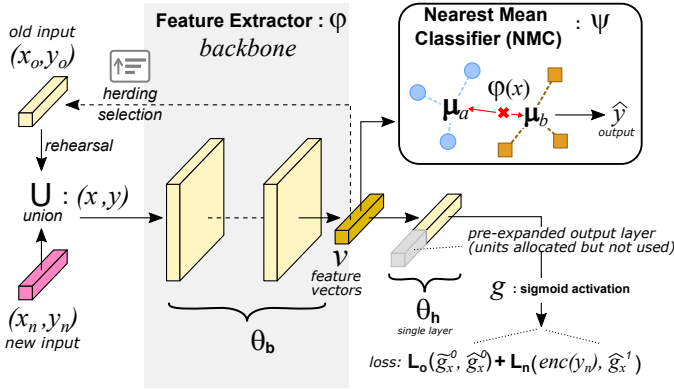 Feature Extractor : φ
backbone
Nearest Mean
Classifier (NMC) : ψ
old input
(x_o, y_o)
herding
selection
rehearsal
U : (x ,y)
union
(x_n, y_n)
new input
θ_b
v
feature
vectors
μ_a
φ(x)
μ_b
ŷ
output
pre-expanded output layer
(units allocated but not used)
θ_h
single layer
g : sigmoid activation
loss: L_o(g̃_x^0, ĝ_x^0) + L_n(enc(y_n), ĝ_x^1)